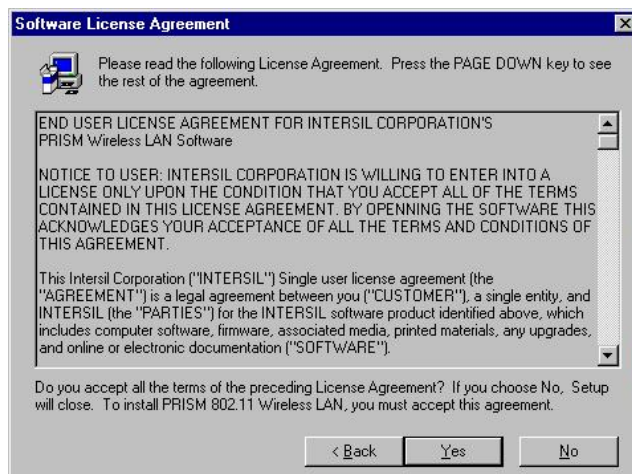 Software License Agreement
Please read the following License Agreement. Press the PAGE DOWN key to see
the rest of the agreement.
END USER LICENSE AGREEMENT FOR INTERSIL CORPORATION'S
PRISM Wireless LAN Software
NOTICE TO USER: INTERSIL CORPORATION IS WILLING TO ENTER INTO A
LICENSE ONLY UPON THE CONDITION THAT YOU ACCEPT ALL OF THE TERMS
CONTAINED IN THIS LICENSE AGREEMENT. BY OPENNING THE SOFTWARE THIS
ACKNOWLEDGES YOUR ACCEPTANCE OF ALL THE TERMS AND CONDITIONS OF
THIS AGREEMENT.
This Intersil Corporation ("INTERSIL") Single user license agreement (the
"AGREEMENT") is a legal agreement between you ("CUSTOMER"), a single entity, and
INTERSIL (the "PARTIES") for the INTERSIL software product identified above, which
includes computer software, firmware, associated media, printed materials, any upgrades,
and online or electronic documentation ("SOFTWARE").
Do you accept all the terms of the preceding License Agreement? If you choose No, Setup
will close. To install PRISM 802.11 Wireless LAN, you must accept this agreement.
< Back
Yes
No